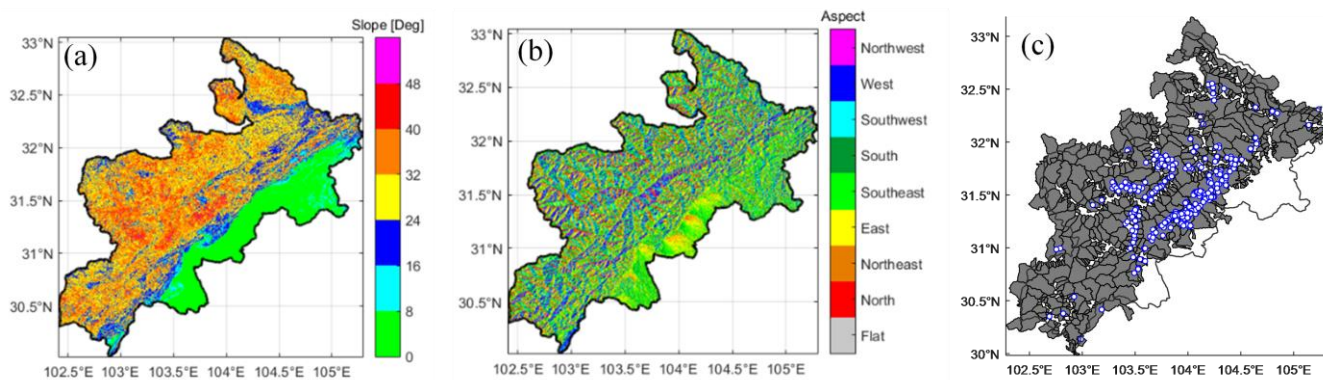 Slope [Deg]
(a)
33°N
32.5°N
32°N
31.5°N
31°N
30.5°N
30°N
102.5°E 103°E 103.5°E 104°E 104.5°E 105°E
48
40
32
24
16
8
0
(b)
33°N
32.5°N
32°N
31.5°N
31°N
30.5°N
102.5°E 103°E 103.5°E 104°E 104.5°E 105°E
Aspect
Northwest
West
Southwest
South
Southeast
East
Northeast
North
Flat
(c)
33°N
32.5°N
32°N
31.5°N
31°N
30.5°N
30°N
102.5°E 103°E 103.5°E 104°E 104.5°E 105°E